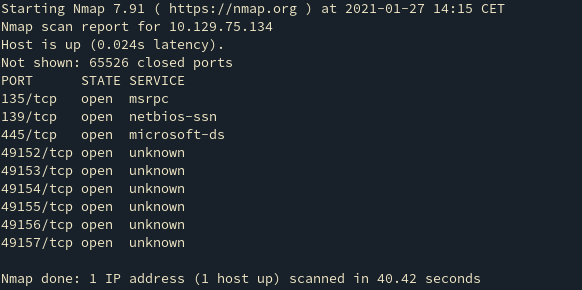 Starting Nmap 7.91 ( https://nmap.org ) at 2021-01-27 14:15 CET
Nmap scan report for 10.129.75.134
Host is up (0.024s latency).
Not shown: 65526 closed ports
PORT      STATE SERVICE
135/tcp   open  msrpc
139/tcp   open  netbios-ssn
445/tcp   open  microsoft-ds
49152/tcp open  unknown
49153/tcp open  unknown
49154/tcp open  unknown
49155/tcp open  unknown
49156/tcp open  unknown
49157/tcp open  unknown
Nmap done: 1 IP address (1 host up) scanned in 40.42 seconds